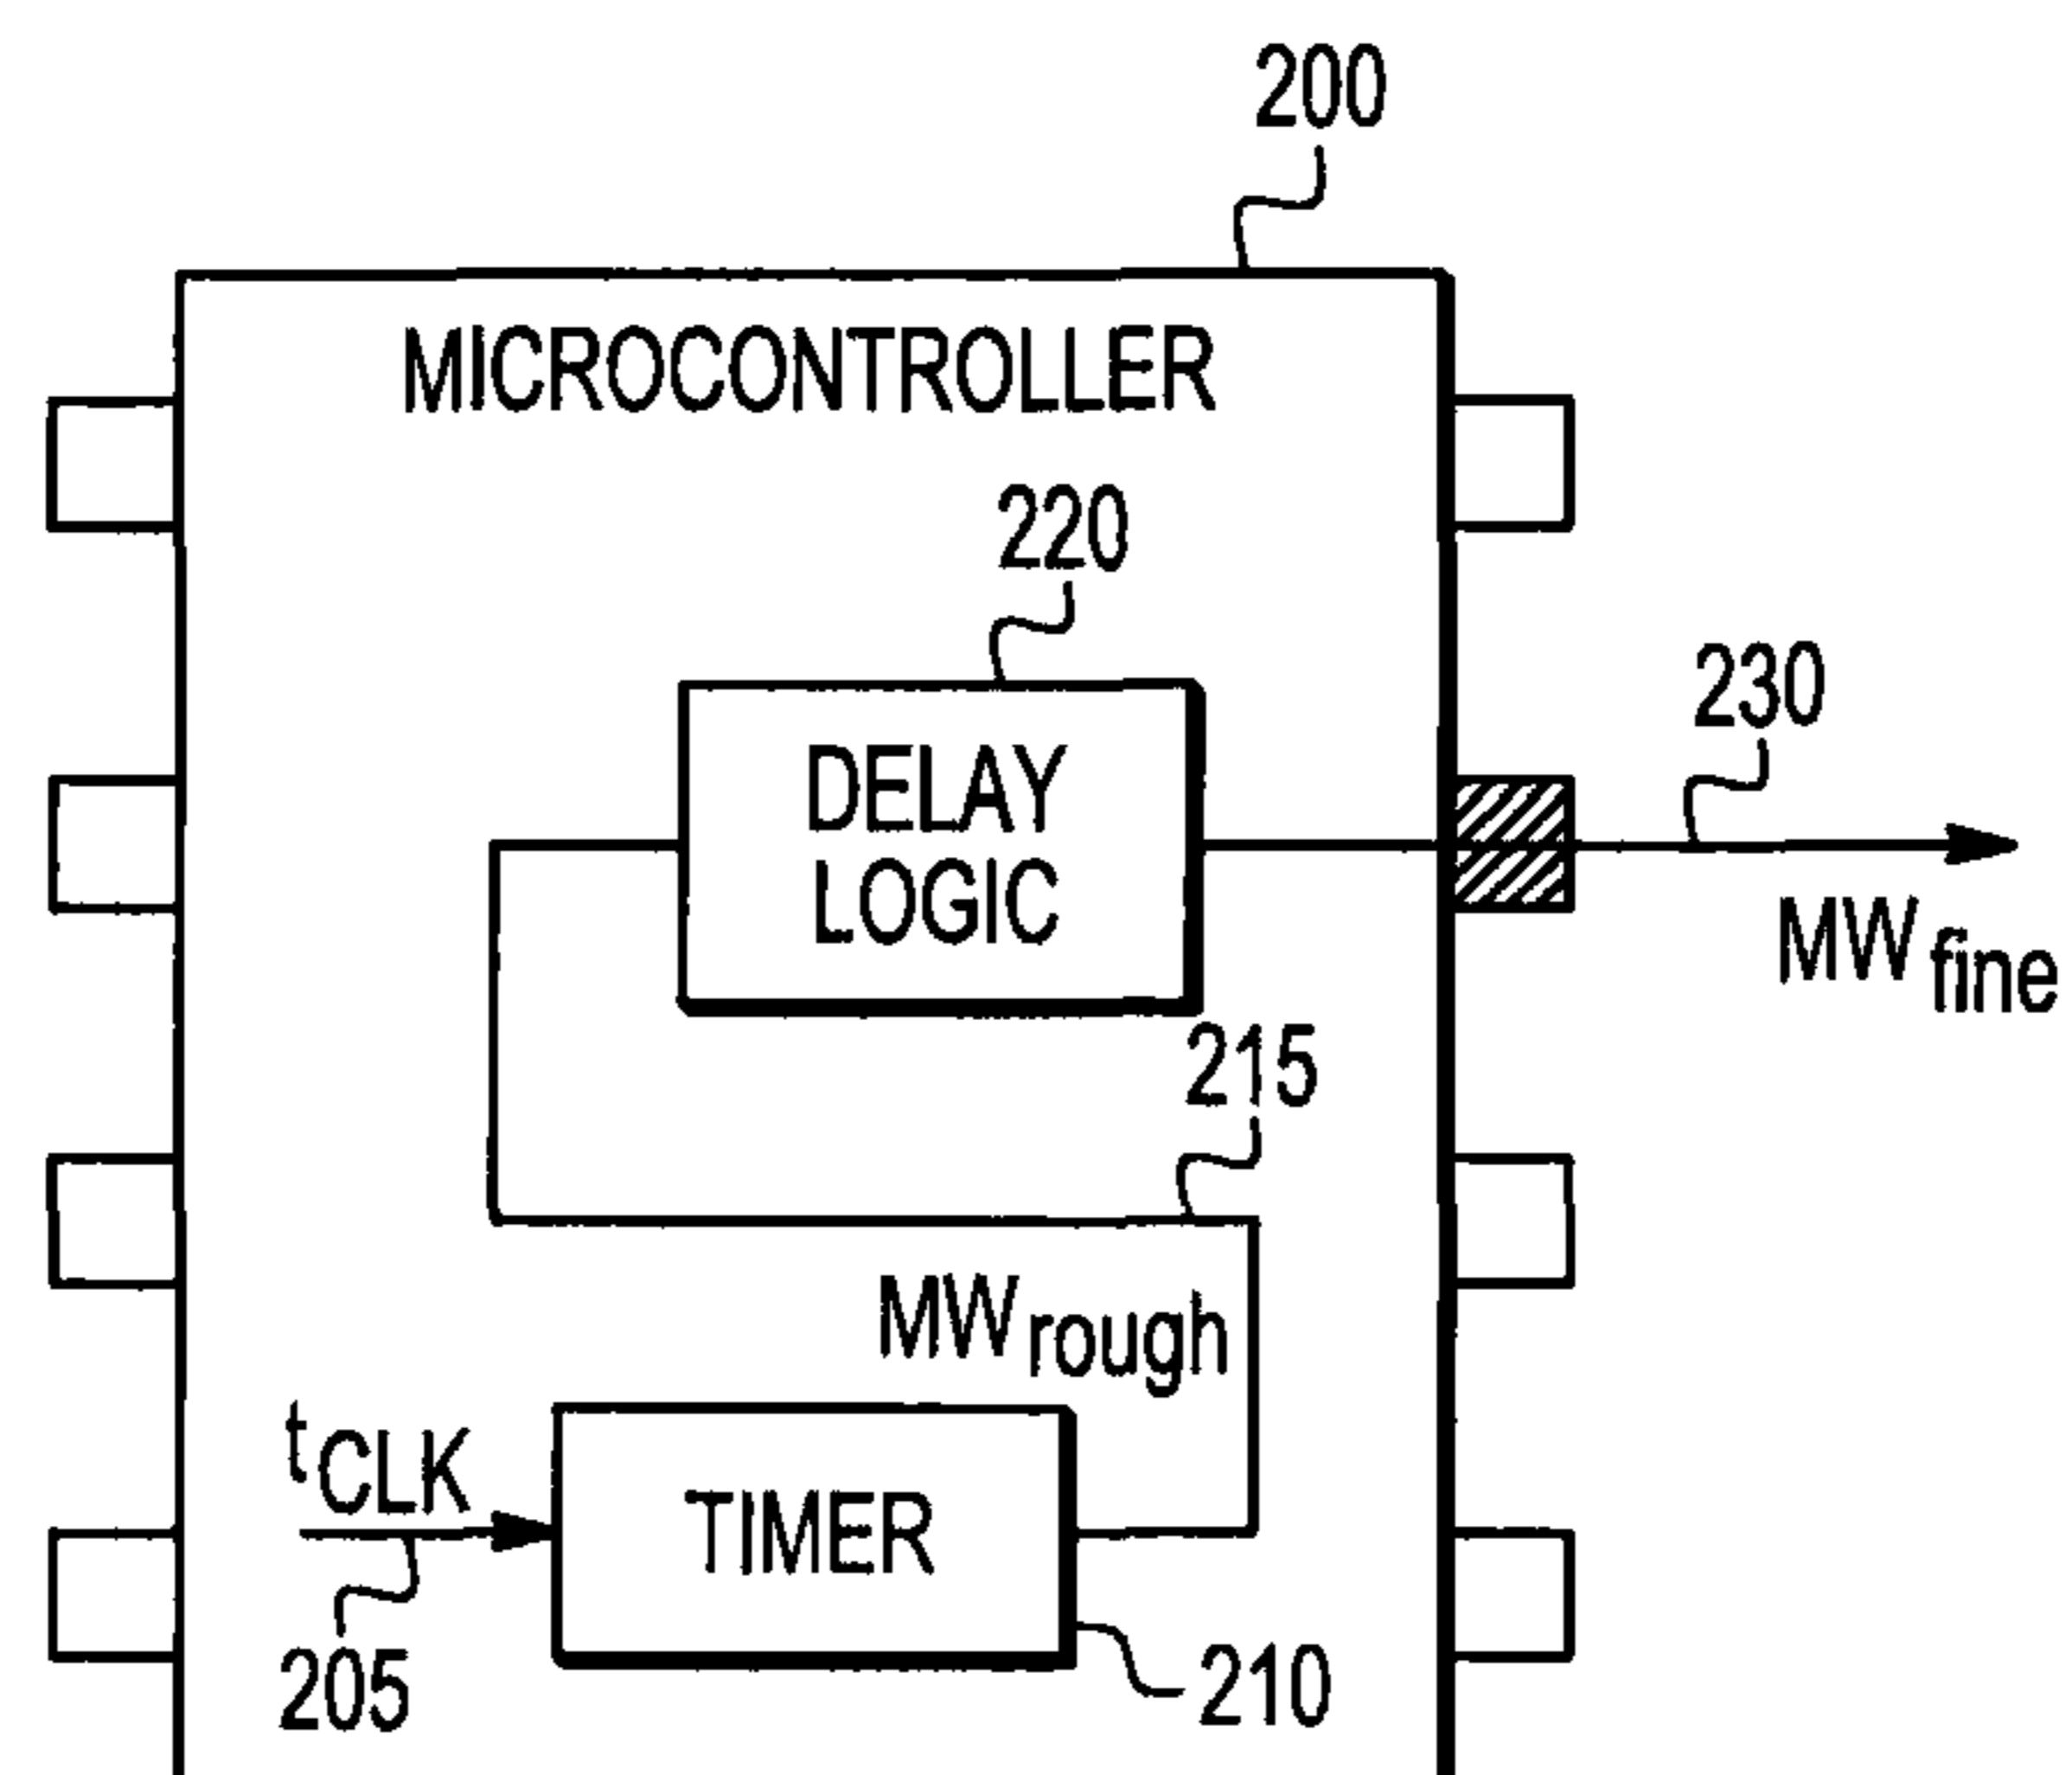 200
MICROCONTROLLER
220
230
DELAY
LOGIC
MWfine
215
MWrough
tCLK
TIMER
205
210